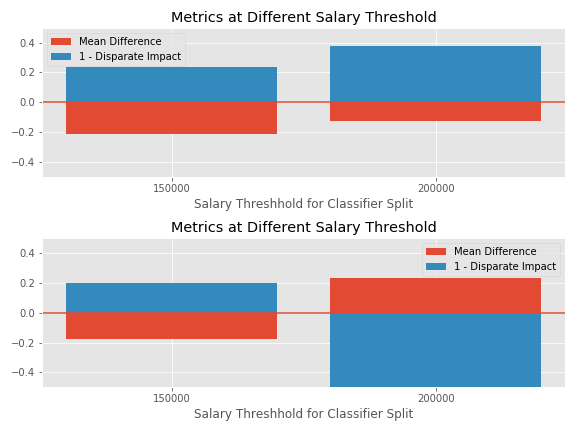 Metrics at Different Salary Threshold
0.4
0.2
0.0
−0.2
−0.4
Mean Difference
1 - Disparate Impact
150000
200000
Salary Threshhold for Classifier Split
Metrics at Different Salary Threshold
0.4
0.2
0.0
−0.2
−0.4
Mean Difference
1 - Disparate Impact
150000
200000
Salary Threshhold for Classifier Split